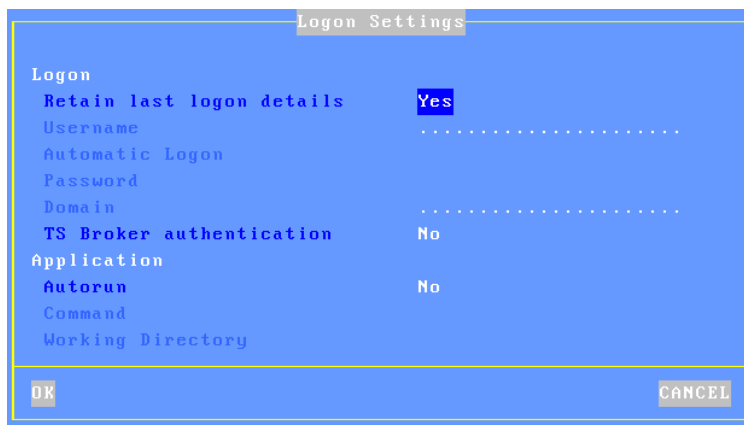 Logon Settings
Logon
Retain last logon details Yes
Username ......................
Automatic Logon
Password
Domain ......................
TS Broker authentication No
Application
Autorun No
Command
Working Directory
OK CANCEL